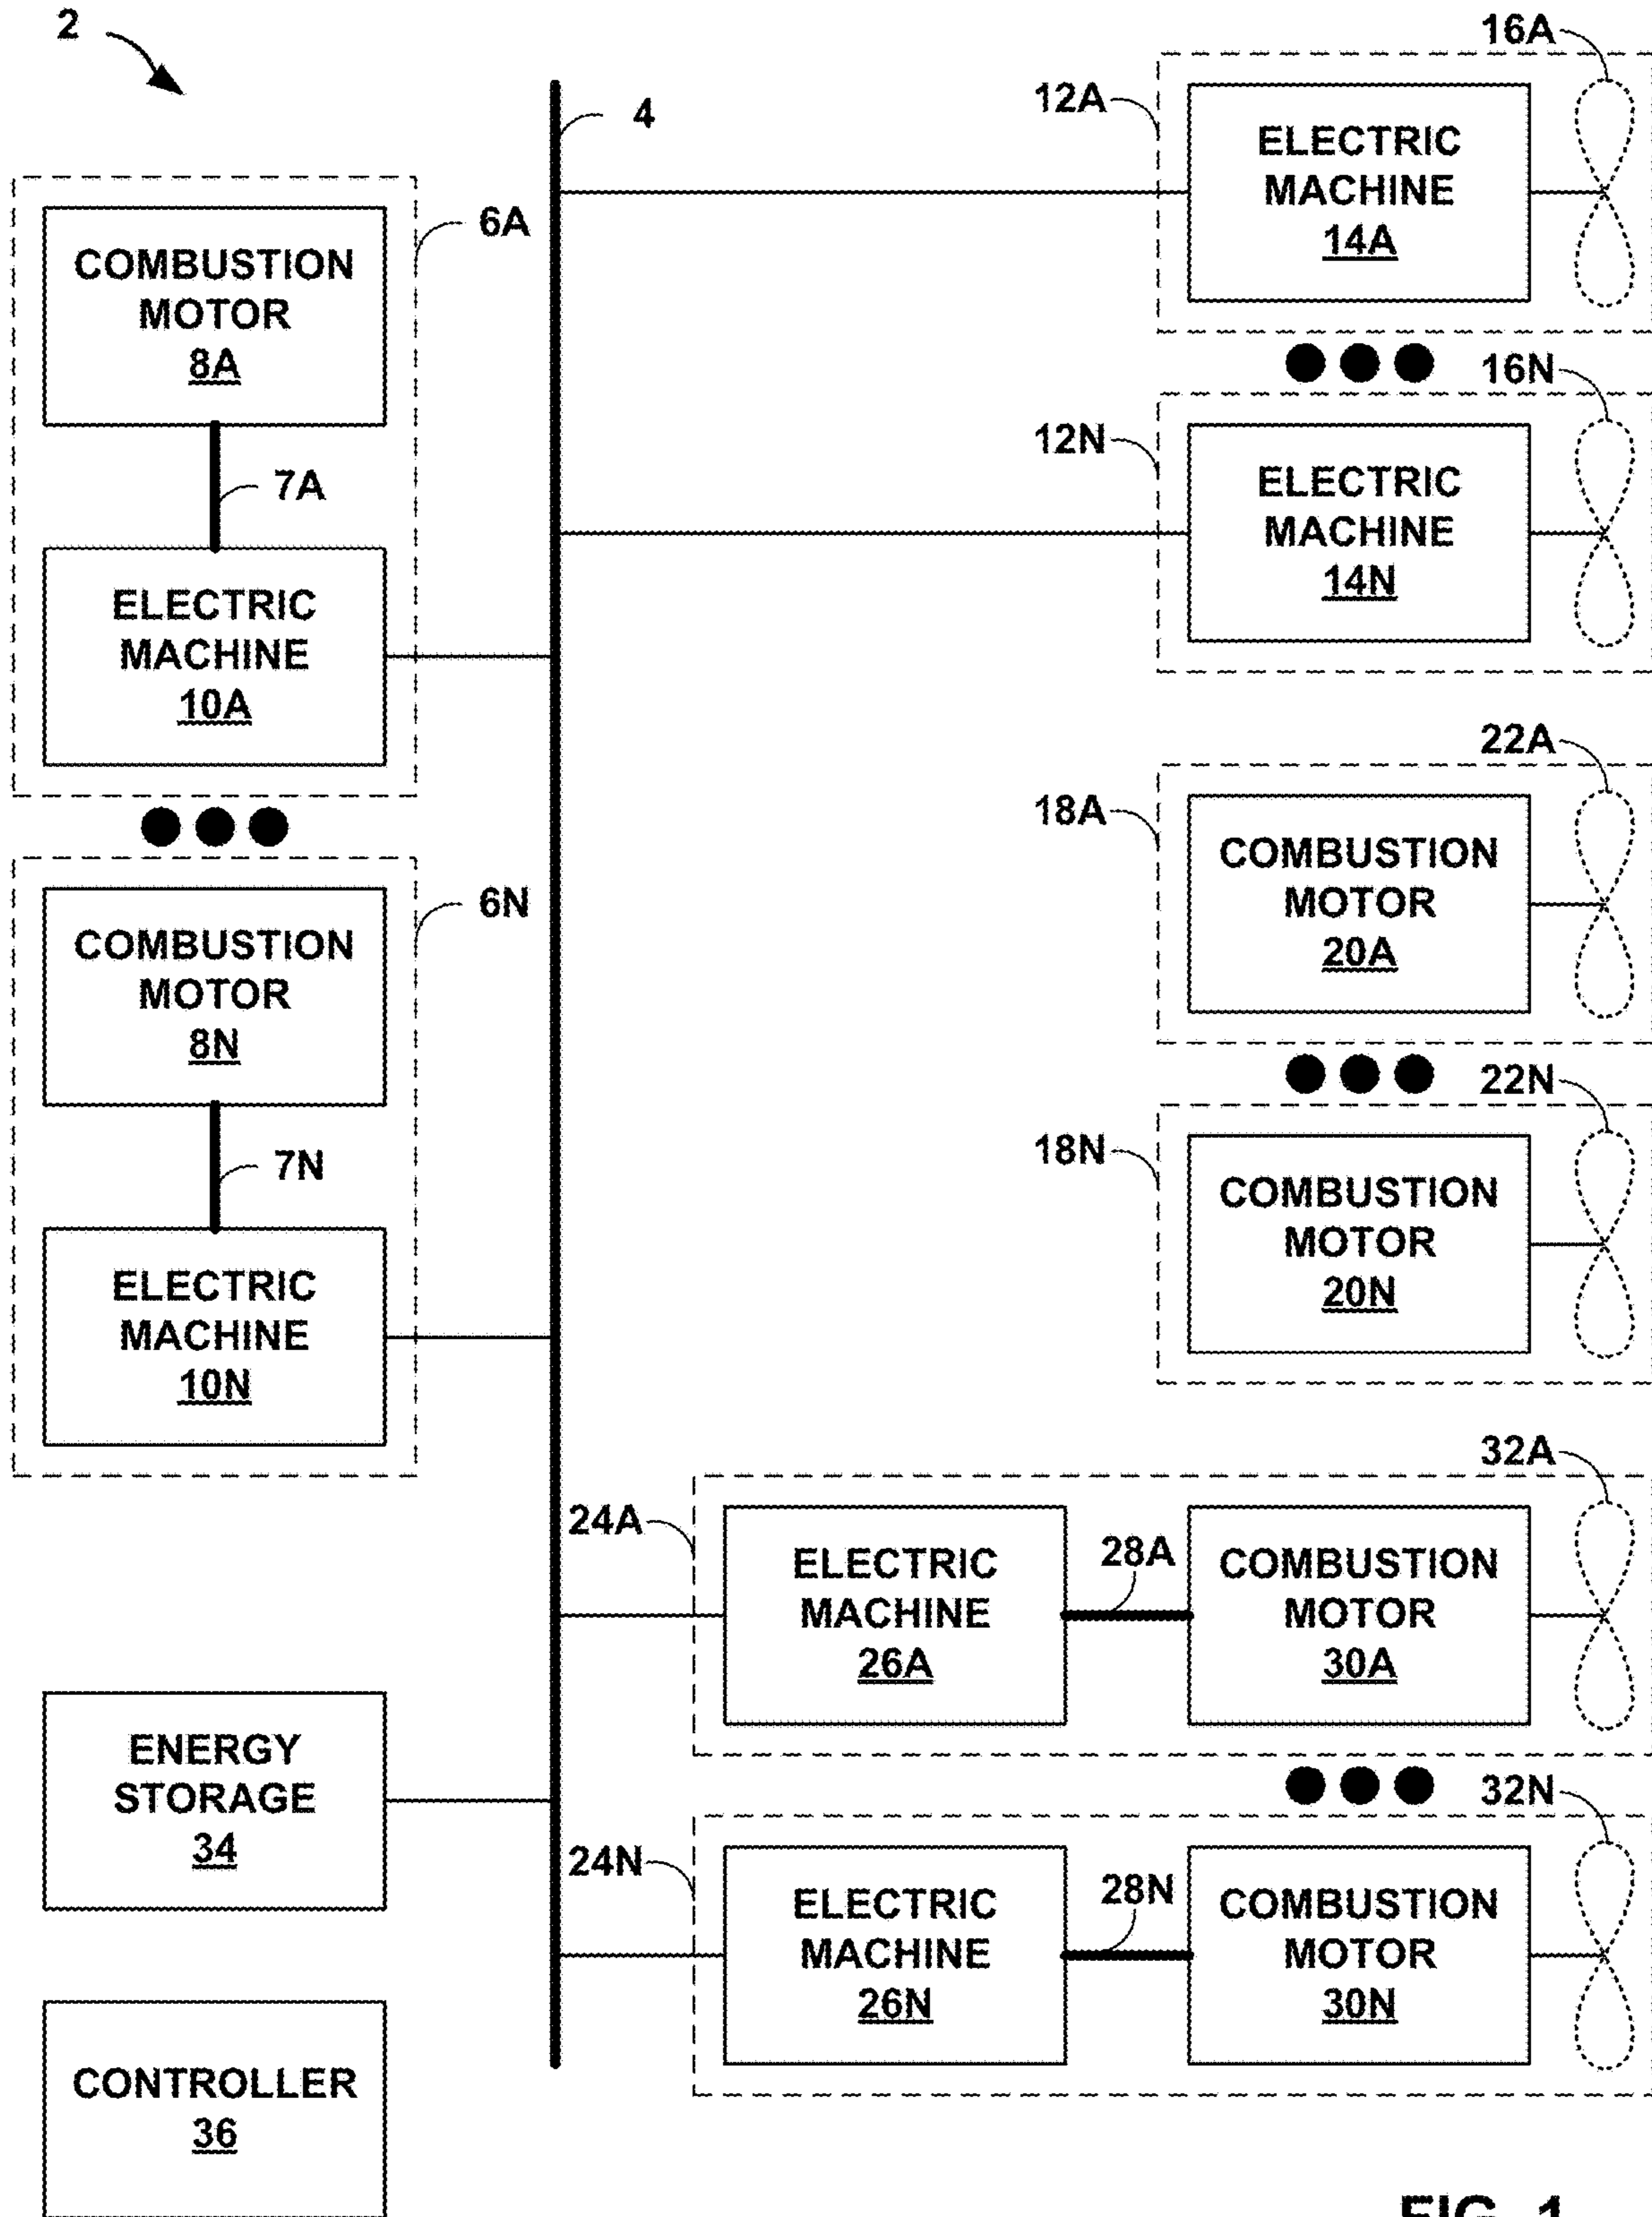 2
4
6A
COMBUSTION
MOTOR
8A
7A
ELECTRIC
MACHINE
10A
6N
COMBUSTION
MOTOR
8N
7N
ELECTRIC
MACHINE
10N
ENERGY
STORAGE
34
CONTROLLER
36
16A
12A
ELECTRIC
MACHINE
14A
16N
12N
ELECTRIC
MACHINE
14N
22A
18A
COMBUSTION
MOTOR
20A
22N
18N
COMBUSTION
MOTOR
20N
32A
24A
ELECTRIC
MACHINE
26A
28A
COMBUSTION
MOTOR
30A
32N
24N
ELECTRIC
MACHINE
26N
28N
COMBUSTION
MOTOR
30N
FIG. 1